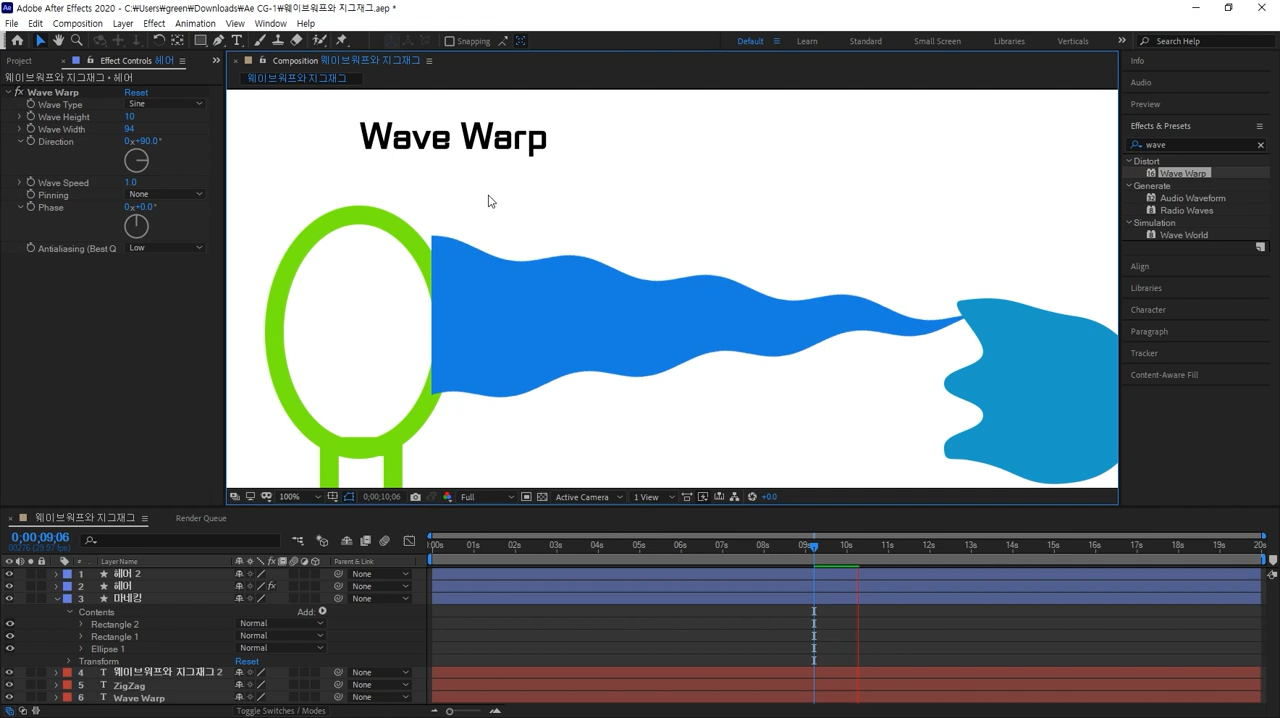 Adobe After Effects 2020 - C:₩Users₩green₩Downloads₩Ae CG-1₩웨이브워프와 지그재그.aep *
File Edit Composition Layer Effect Animation View Window Help
Snapping Default Learn Standard Small Screen Libraries Verticals Search Help
Project Effect Controls 헤어 Composition 웨이브워프와 지그재그 Info
웨이브워프와 지그재그 • 헤어 웨이브워프와 지그재그
Audio
fx Wave Warp Reset
Wave Type Sine Preview
Wave Height 10
Wave Width 94 Effects & Presets
Direction 0x+90.0° wave
Distort
Wave Warp
Wave Speed 1.0 Generate
Pinning None Audio Waveform
Phase 0x+0.0° Radio Waves
Simulation
Wave World
Antialiasing (Best Q Low
Wave Warp
Align
Libraries
Character
Paragraph
Tracker
Content-Aware Fill
100% 0;00;10;06 Full Active Camera 1 View +0.0
웨이브워프와 지그재그 Render Queue
0;00;09;06
00276 (29.97 fps)
:00s 01s 02s 03s 04s 05s 06s 07s 08s 09s 10s 11s 12s 13s 14s 15s 16s 17s 18s 19s 20s
# Layer Name fx Parent & Link
1 헤어 2 None
2 헤어 fx None
3 마네킹 None
Contents Add:
Rectangle 2 Normal
Rectangle 1 Normal
Ellipse 1 Normal
Transform Reset
4 T 웨이브워프와 지그재그 2 None
5 T ZigZag None
6 T Wave Warp None
Toggle Switches / Modes